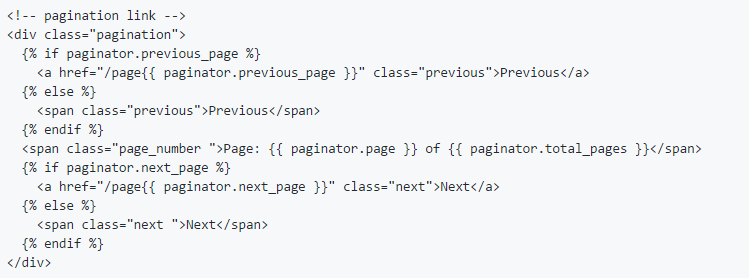 <!-- pagination link -->
<div class="pagination">
  {% if paginator.previous_page %}
    <a href="/page{{ paginator.previous_page }}" class="previous">Previous</a>
  {% else %}
    <span class="previous">Previous</span>
  {% endif %}
  <span class="page_number ">Page: {{ paginator.page }} of {{ paginator.total_pages }}</span>
  {% if paginator.next_page %}
    <a href="/page{{ paginator.next_page }}" class="next">Next</a>
  {% else %}
    <span class="next ">Next</span>
  {% endif %}
</div>